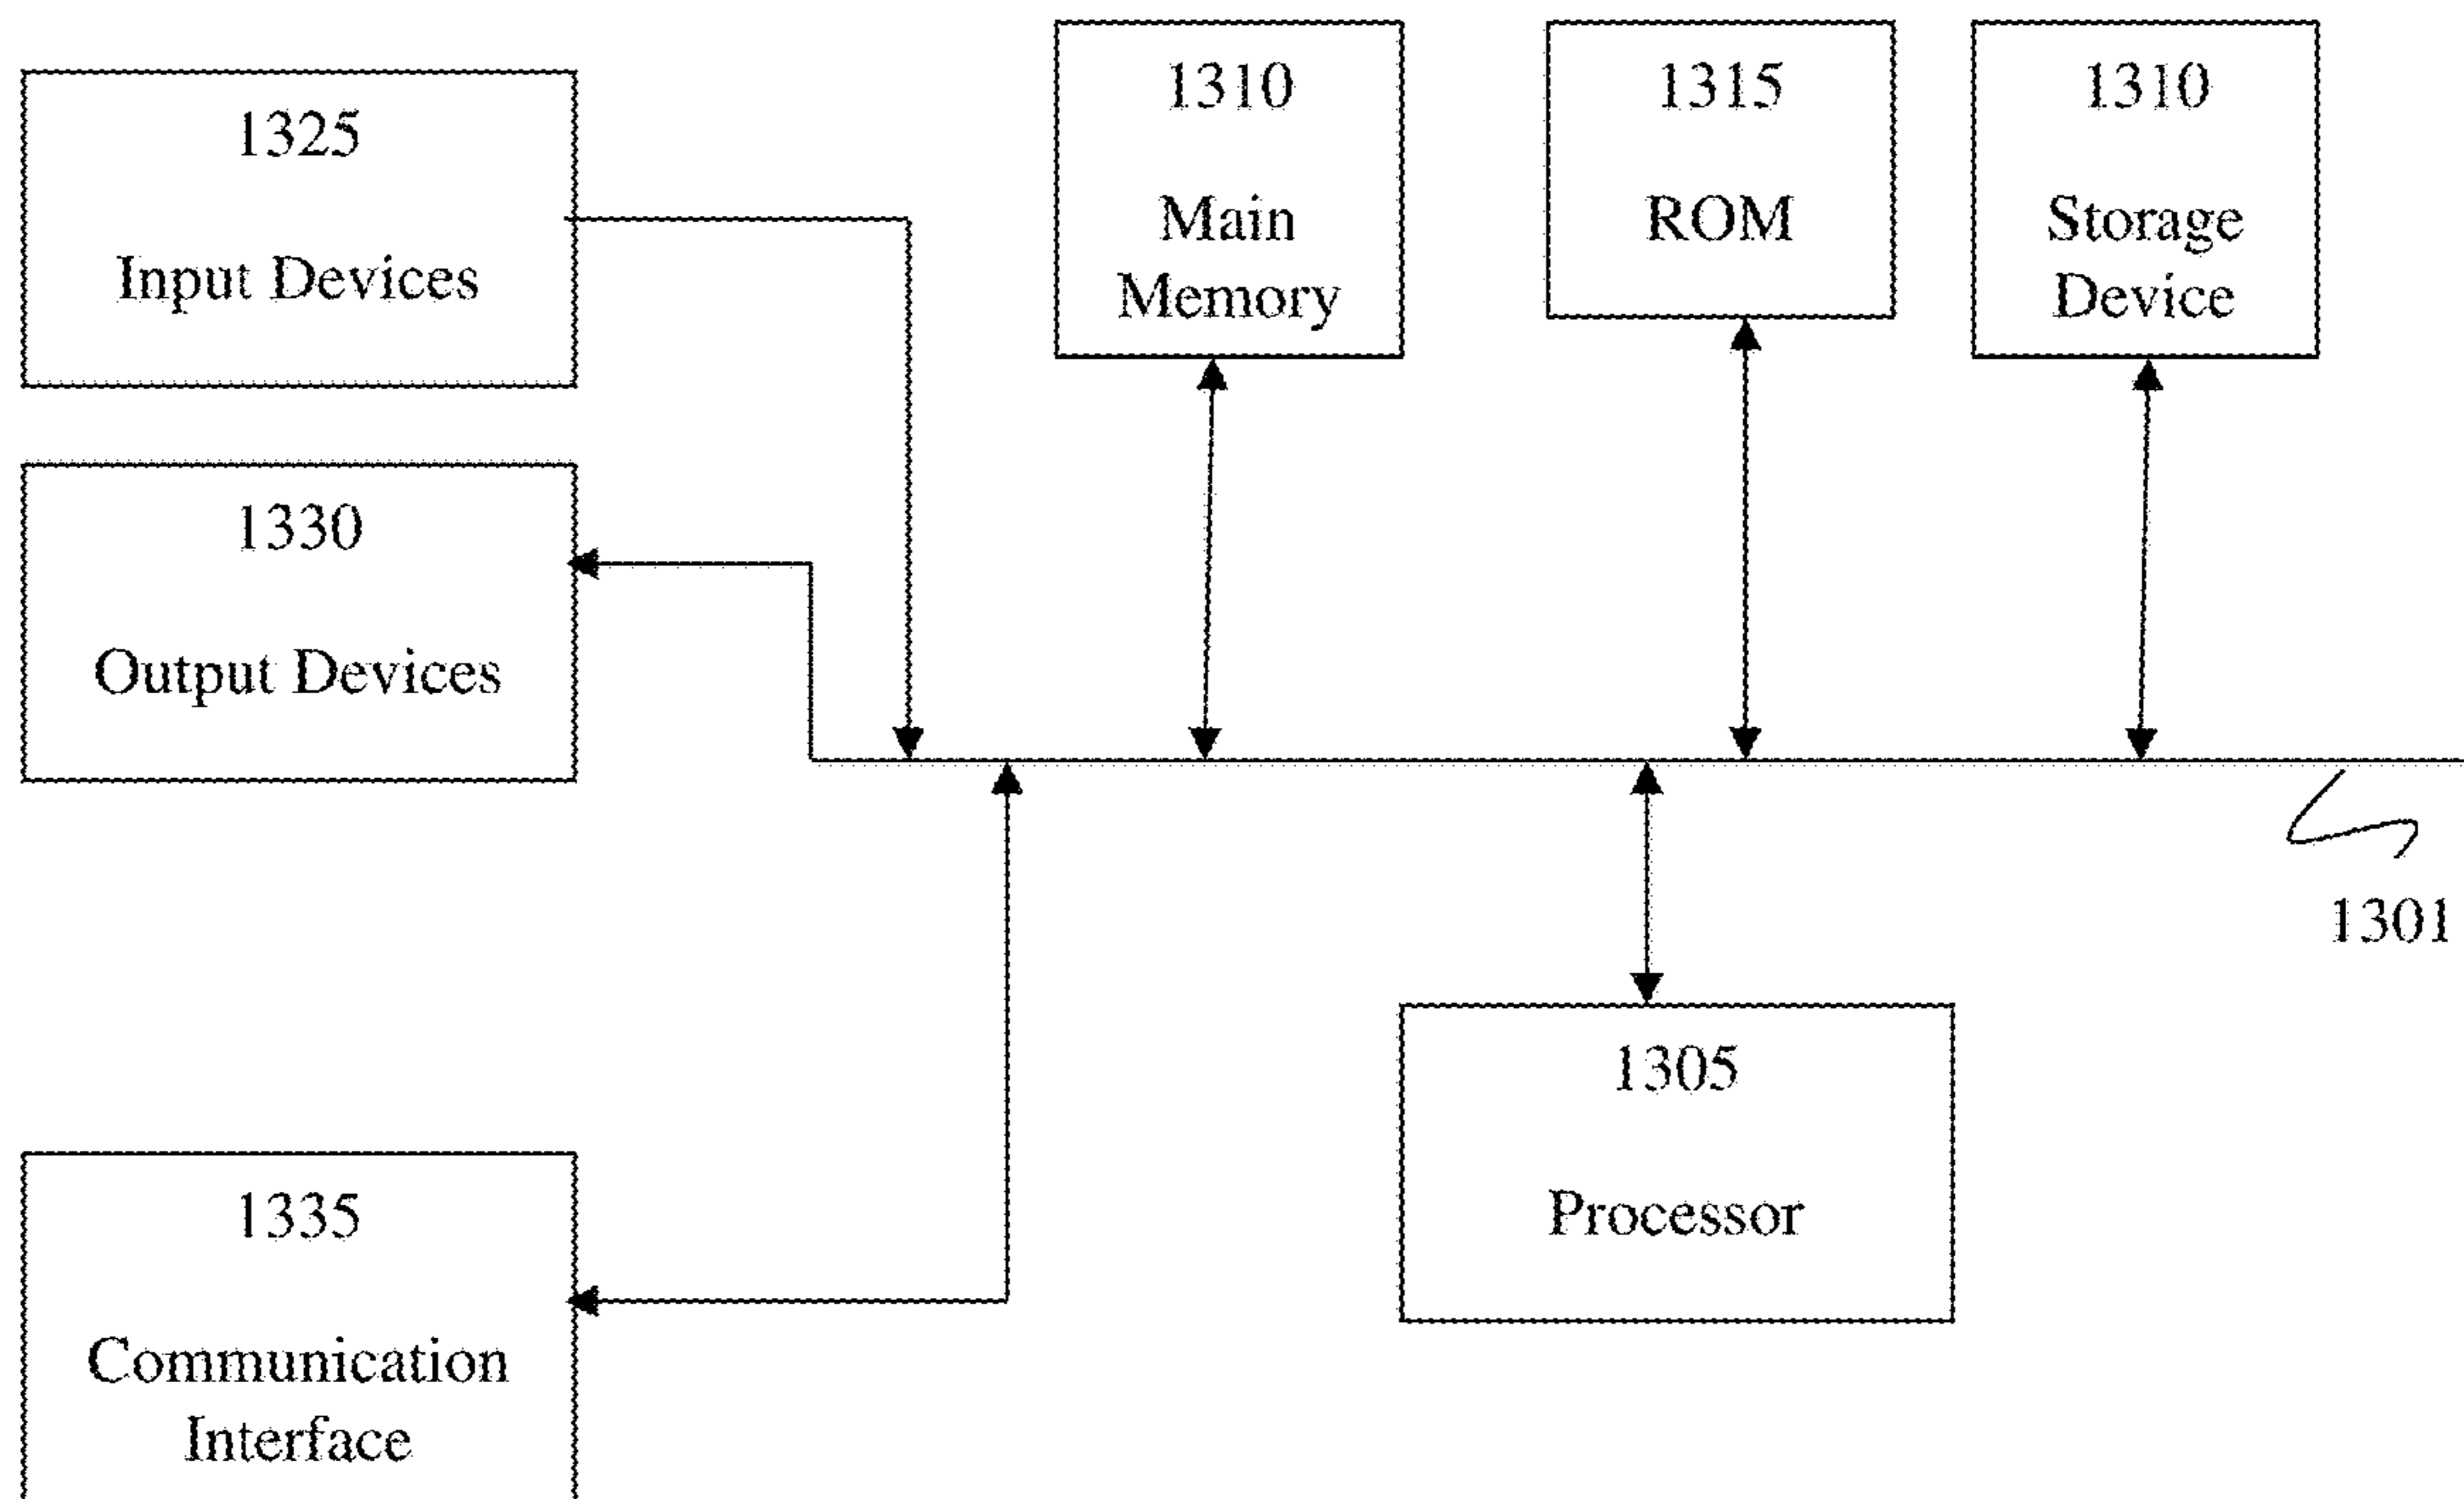 1325
Input Devices
1330
Output Devices
1335
Communication
Interface
1310
Main
Memory
1315
ROM
1310
Storage
Device
1301
1305
Processor